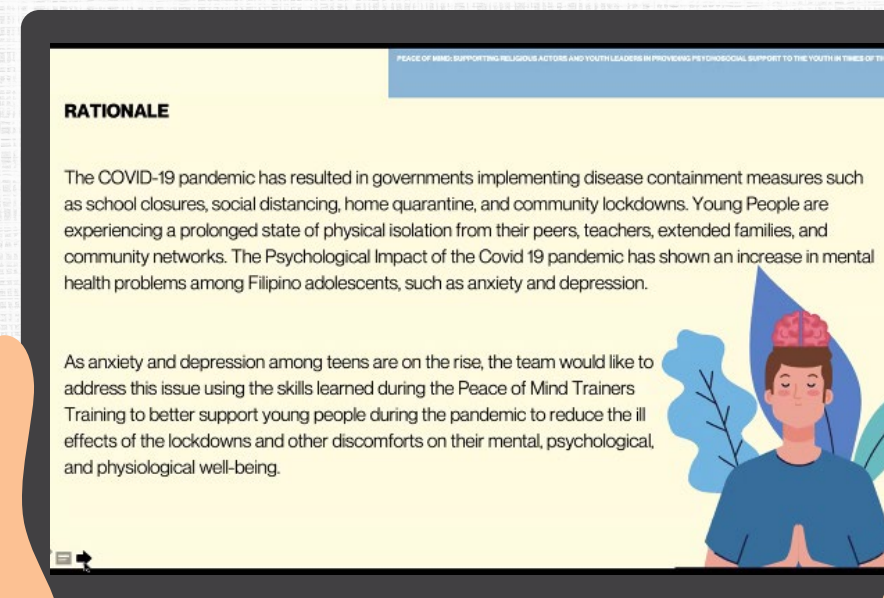 PEACE OF MIND: SUPPORTING RELIGIOUS ACTORS AND YOUTH LEADERS IN PROVIDING PSYCHOSOCIAL SUPPORT TO THE YOUTH IN TIMES OF
RATIONALE
The COVID-19 pandemic has resulted in governments implementing disease containment measures such
as school closures, social distancing, home quarantine, and community lockdowns. Young People are
experiencing a prolonged state of physical isolation from their peers, teachers, extended families, and
community networks. The Psychological Impact of the Covid 19 pandemic has shown an increase in mental
health problems among Filipino adolescents, such as anxiety and depression.
As anxiety and depression among teens are on the rise, the team would like to
address this issue using the skills learned during the Peace of Mind Trainers
Training to better support young people during the pandemic to reduce the ill
effects of the lockdowns and other discomforts on their mental, psychological,
and physiological well-being.